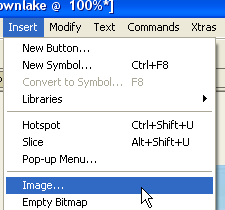 ownlake @ 100%*]
Insert Modify Text Commands Xtras
New Button...
New Symbol... Ctrl+F8
Convert to Symbol... F8
Libraries
Hotspot Ctrl+Shift+U
Slice Alt+Shift+U
Pop-up Menu...
Image...
Empty Bitmap